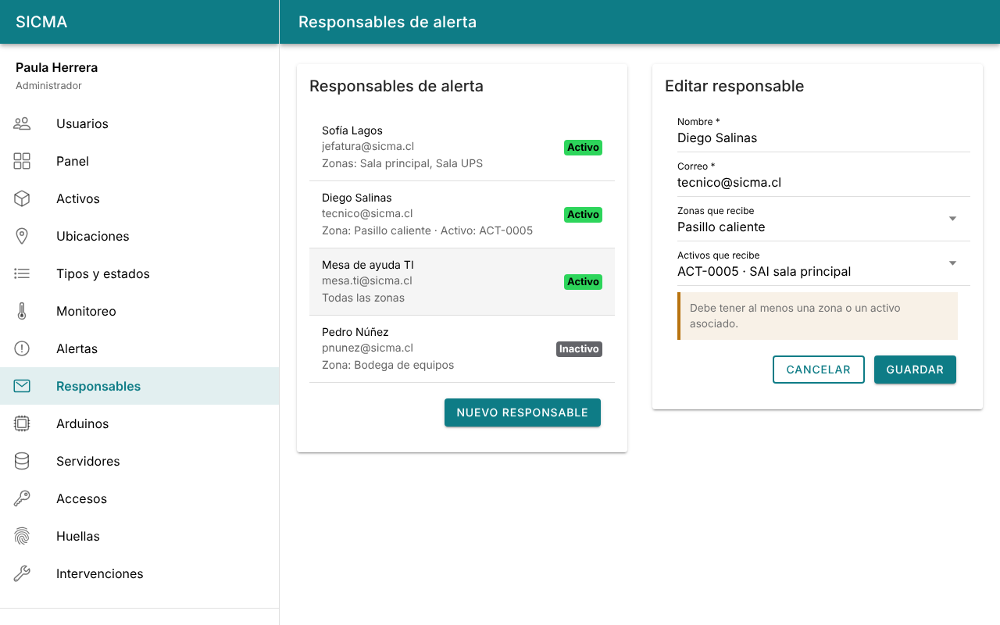 SICMA
Responsables de alerta
Paula Herrera
Administrador
Usuarios
Panel
Activos
Ubicaciones
Tipos y estados
Monitoreo
Alertas
Responsables
Arduinos
Servidores
Accesos
Huellas
Intervenciones
Responsables de alerta
Sofía Lagos
jefatura@sicma.cl
Zonas: Sala principal, Sala UPS
Activo
Diego Salinas
tecnico@sicma.cl
Zona: Pasillo caliente · Activo: ACT-0005
Activo
Mesa de ayuda TI
mesa.ti@sicma.cl
Todas las zonas
Activo
Pedro Núñez
pnunez@sicma.cl
Zona: Bodega de equipos
Inactivo
NUEVO RESPONSABLE
Editar responsable
Nombre *
Diego Salinas
Correo *
tecnico@sicma.cl
Zonas que recibe
Pasillo caliente
Activos que recibe
ACT-0005 · SAI sala principal
Debe tener al menos una zona o un activo
asociado.
CANCELAR
GUARDAR